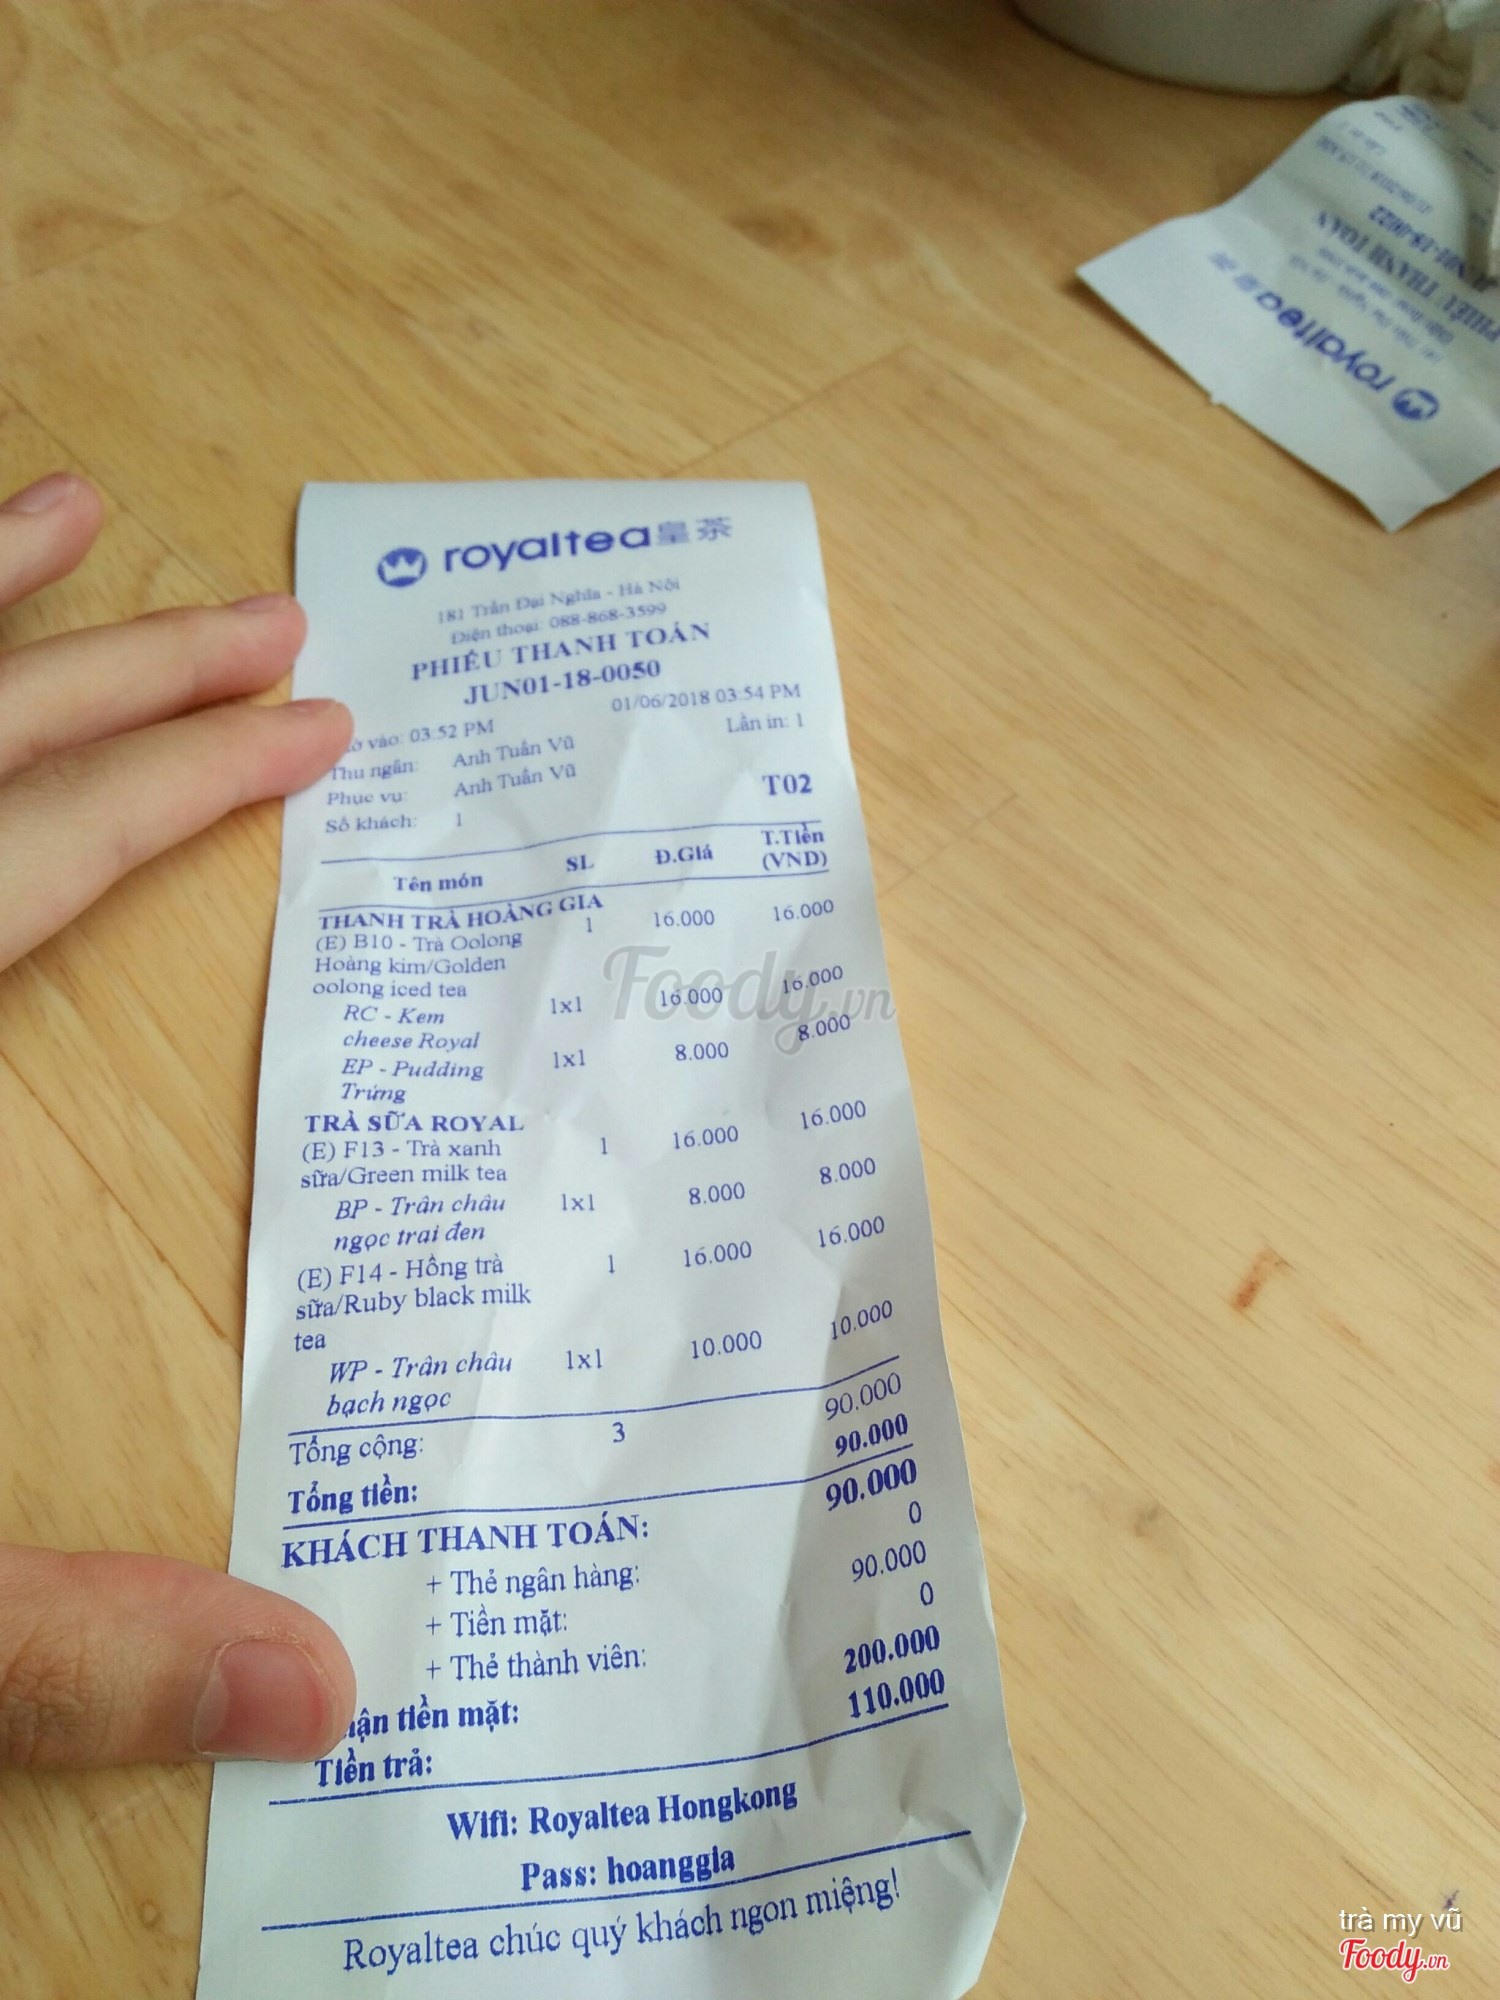 royaltea皇茶
181 Trần Đại Nghĩa - Hà Nội
Điện thoại: 088-868-3599
PHIẾU THANH TOÁN
JUN01-18-0050
01/06/2018 03:54 PM
vào: 03:52 PM
Lần in: 1
Thu ngân: Anh Tuấn Vũ
Phục vụ: Anh Tuấn Vũ
T02
Số khách: 1
Tên món SL Đ.Giá T.Tiền
(VND)
THANH TRÀ HOÀNG GIA
(E) B10 - Trà Oolong 1 16.000 16.000
Hoàng kim/Golden
oolong iced tea
RC - Kem 1x1 16.000 16.000
cheese Royal
EP - Pudding 1x1 8.000 8.000
Trứng
TRÀ SỮA ROYAL
(E) F13 - Trà xanh 1 16.000 16.000
sữa/Green milk tea
BP - Trân châu 1x1 8.000 8.000
ngọc trai đen
(E) F14 - Hồng trà 1 16.000 16.000
sữa/Ruby black milk
tea
WP - Trân châu 1x1 10.000 10.000
bạch ngọc
Tổng cộng: 3 90.000
Tổng tiền: 90.000
KHÁCH THANH TOÁN: 90.000
+ Thẻ ngân hàng: 0
+ Tiền mặt: 90.000
+ Thẻ thành viên: 0
tiền mặt: 200.000
Tiền trả: 110.000
Wifi: Royaltea Hongkong
Pass: hoanggia
Royaltea chúc quý khách ngon miệng!
royaltea
PHIẾU THANH TOÁN
JUN01-18-0022
Foody.vn
trà my vũ
Foody.vn